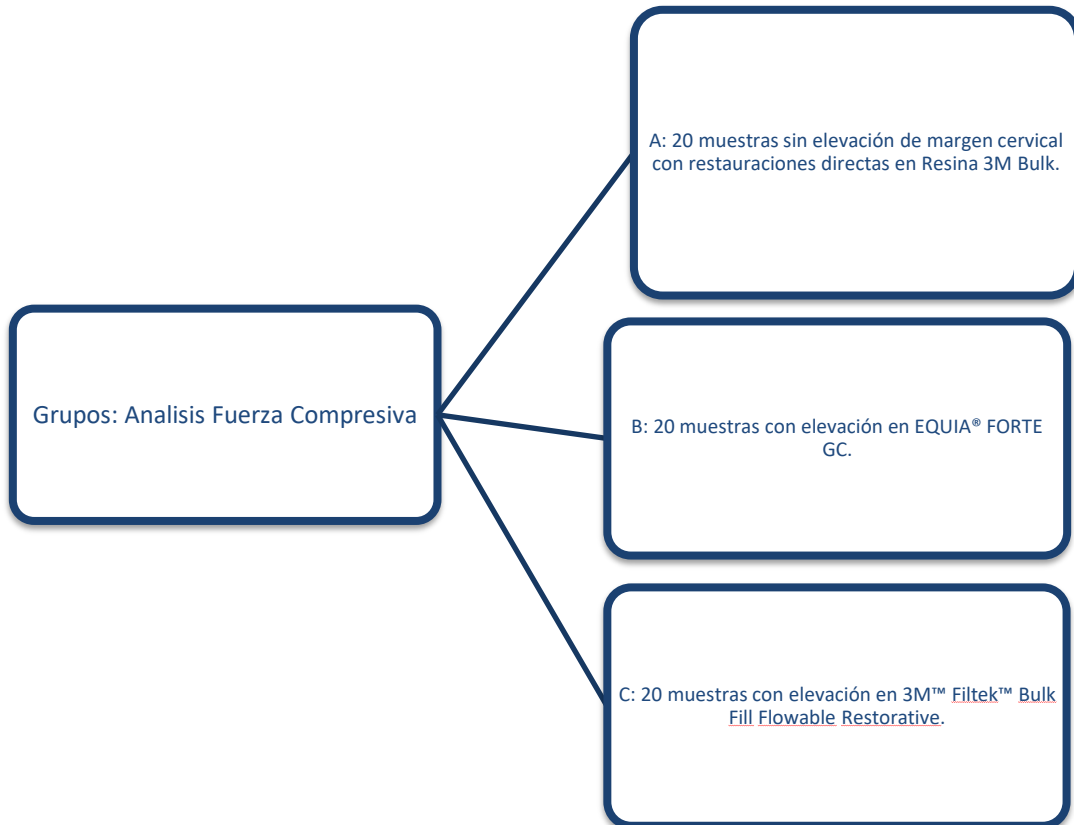 A: 20 muestras sin elevación de margen cervical
con restauraciones directas en Resina 3M Bulk.
Grupos: Analisis Fuerza Compresiva
B: 20 muestras con elevación en EQUIA® FORTE
GC.
C: 20 muestras con elevación en 3M™ Filtek™ Bulk
Fill Flowable Restorative.